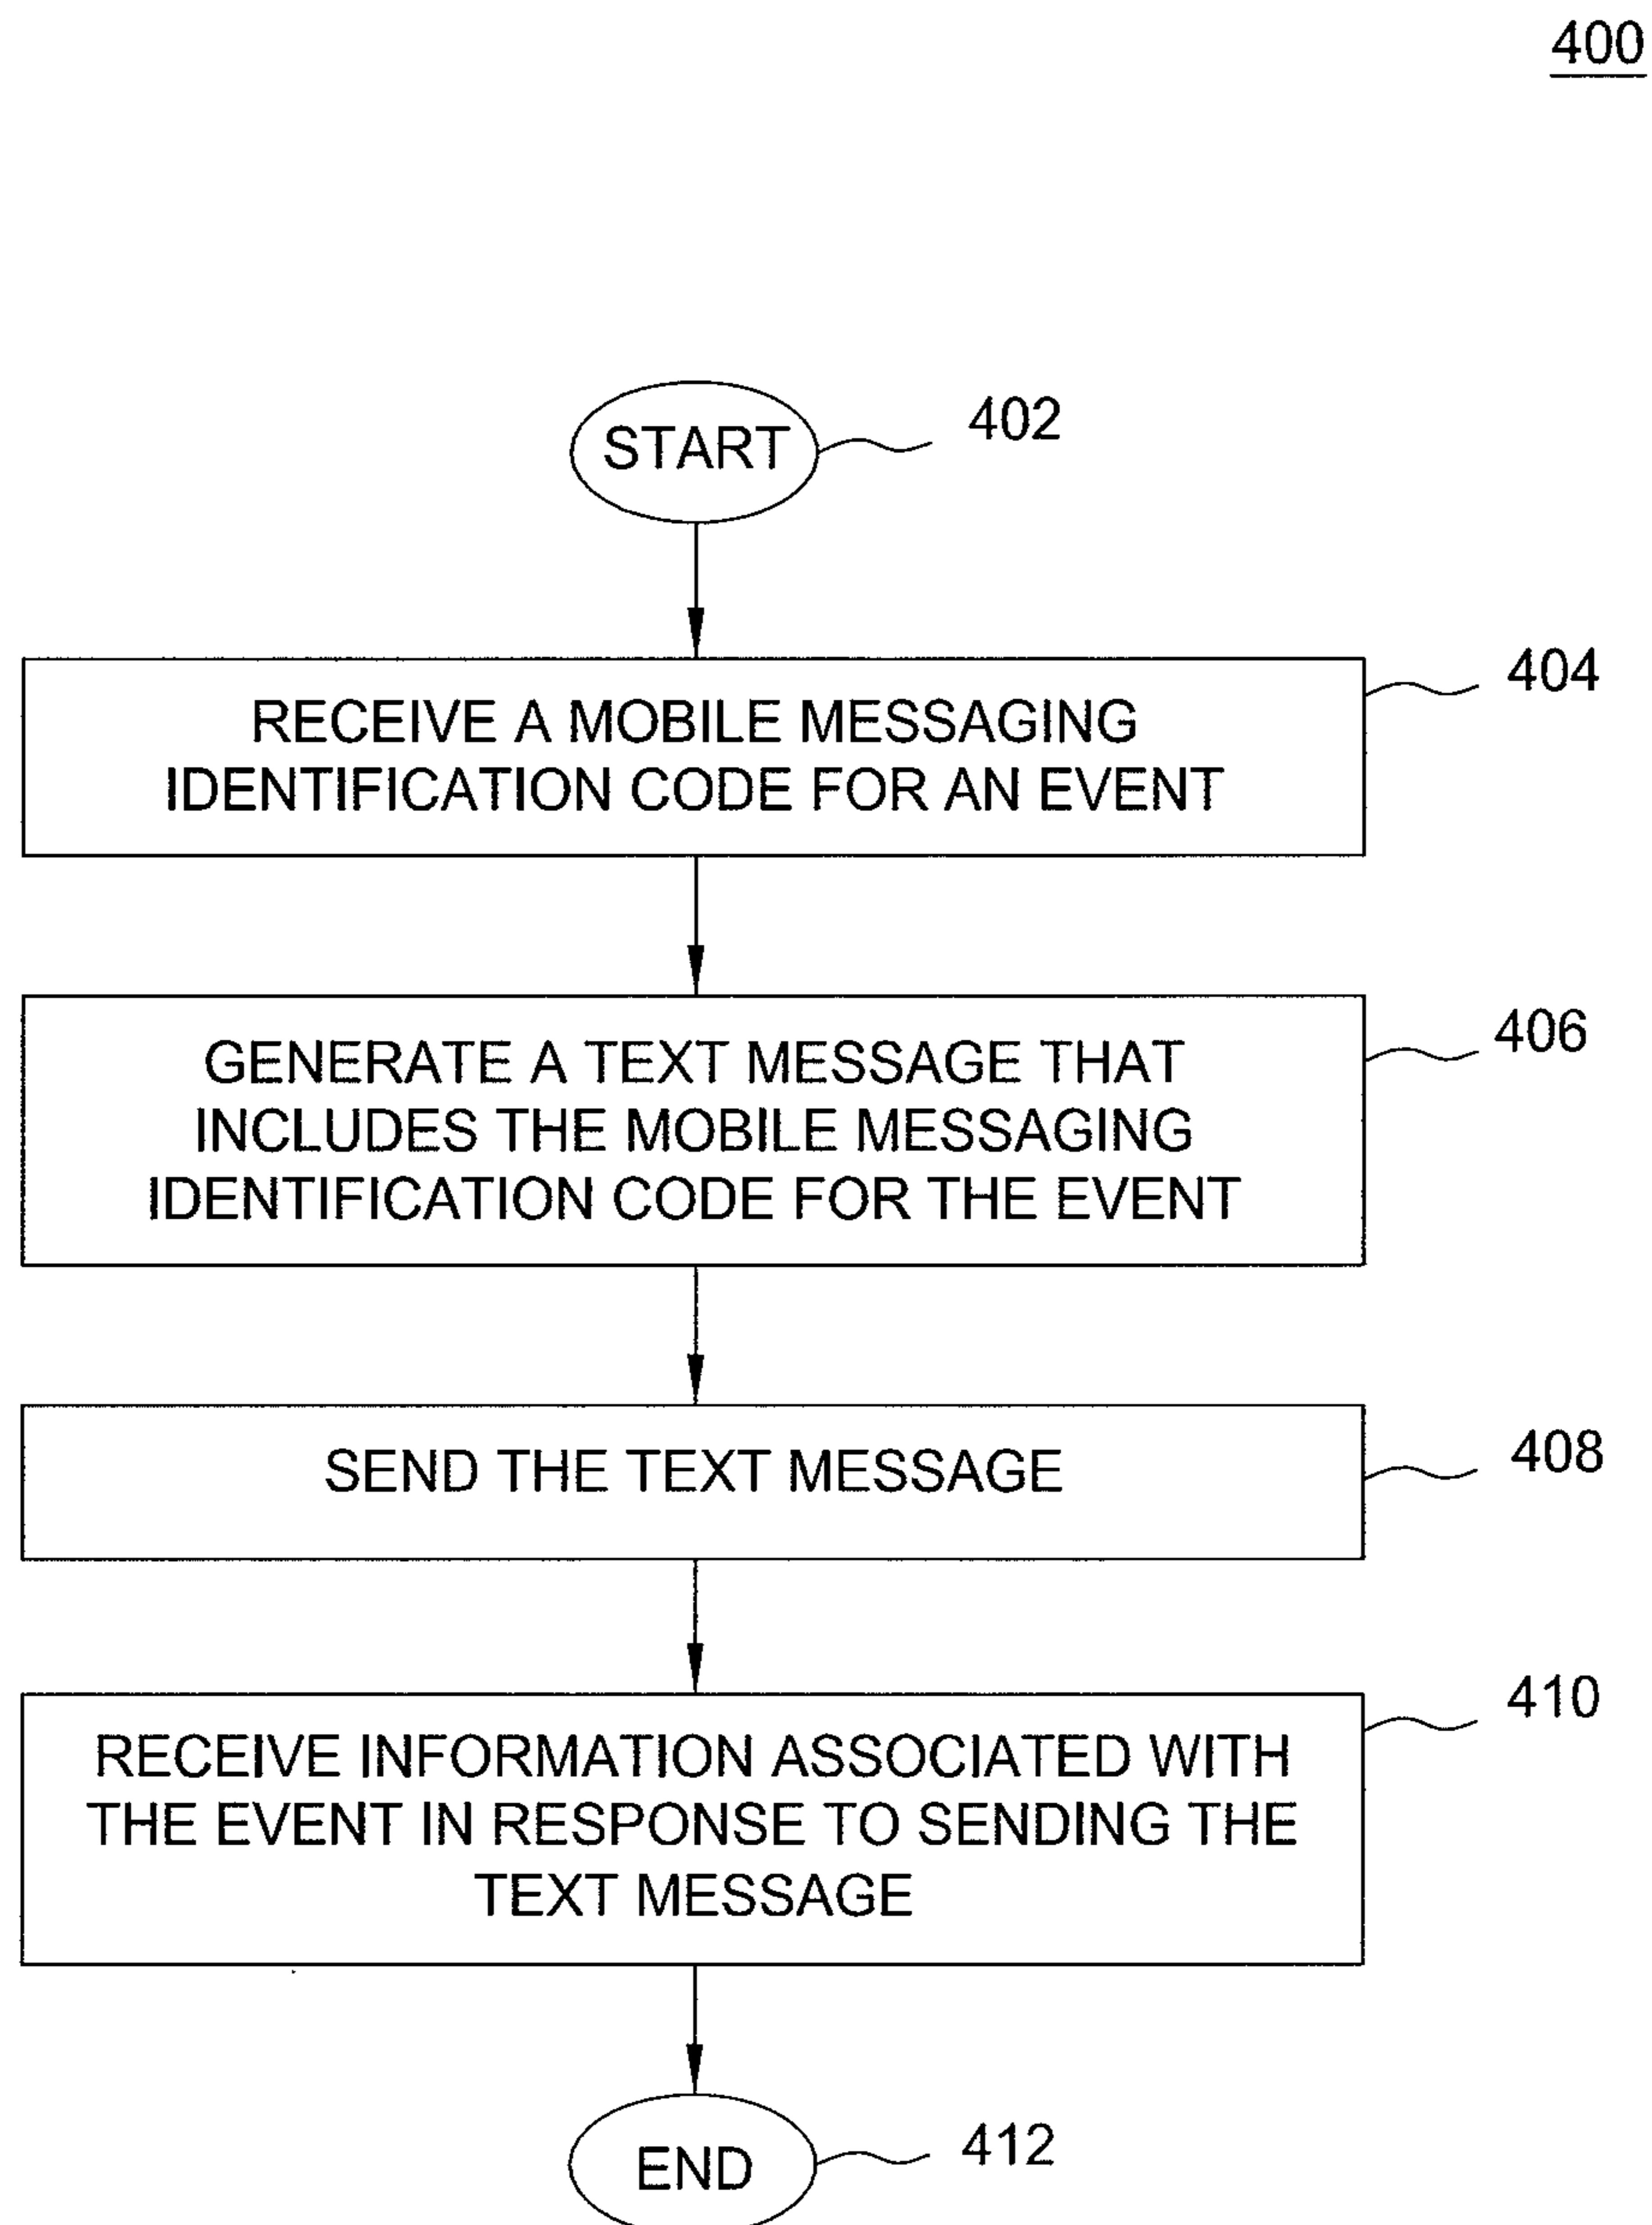 400
START
402
RECEIVE A MOBILE MESSAGING
IDENTIFICATION CODE FOR AN EVENT
404
GENERATE A TEXT MESSAGE THAT
INCLUDES THE MOBILE MESSAGING
IDENTIFICATION CODE FOR THE EVENT
406
SEND THE TEXT MESSAGE
408
RECEIVE INFORMATION ASSOCIATED WITH
THE EVENT IN RESPONSE TO SENDING THE
TEXT MESSAGE
410
END
412